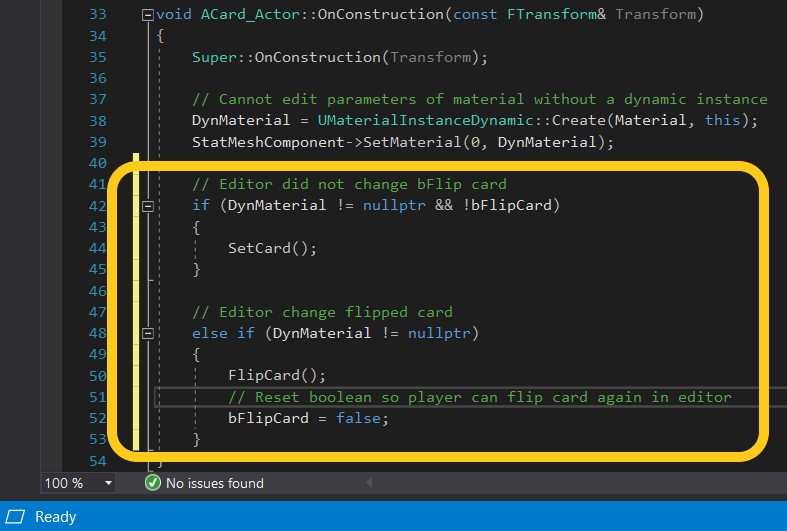 33 void ACard_Actor::OnConstruction(const FTransform& Transform)
34 {
35 Super::OnConstruction(Transform);
36
37 // Cannot edit parameters of material without a dynamic instance
38 DynMaterial = UMaterialInstanceDynamic::Create(Material, this);
39 StatMeshComponent->SetMaterial(0, DynMaterial);
40
41 // Editor did not change bFlip card
42 if (DynMaterial != nullptr && !bFlipCard)
43 {
44 SetCard();
45 }
46
47 // Editor change flipped card
48 else if (DynMaterial != nullptr)
49 {
50 FlipCard();
51 // Reset boolean so player can flip card again in editor
52 bFlipCard = false;
53 }
54 }
100 % No issues found
Ready